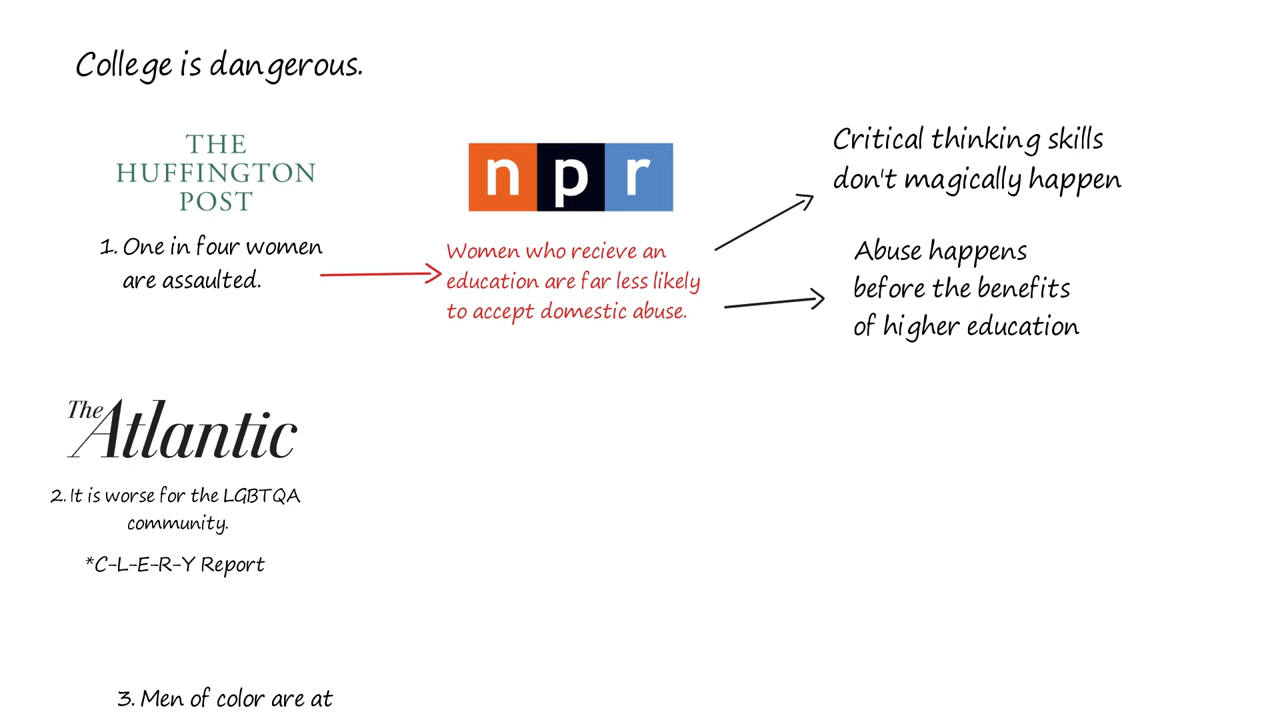 College is dangerous.
THE
HUFFINGTON
POST
1. One in four women
are assaulted.
npr
Women who recieve an
education are far less likely
to accept domestic abuse.
Critical thinking skills
don't magically happen
Abuse happens
before the benefits
of higher education
The Atlantic
2. It is worse for the LGBTQA
community.
*C-L-E-R-Y Report
3. Men of color are at